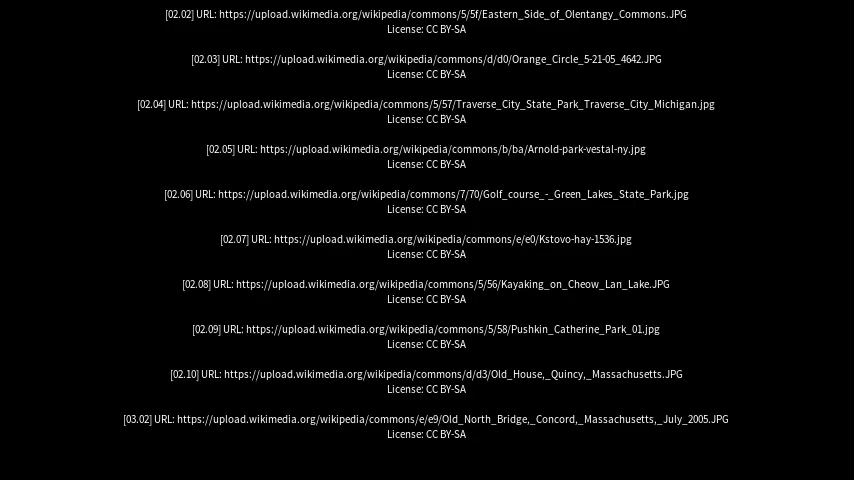 [02.02] URL: https://upload.wikimedia.org/wikipedia/commons/5/5f/Eastern_Side_of_Olentangy_Commons.JPG
License: CC BY-SA
[02.03] URL: https://upload.wikimedia.org/wikipedia/commons/d/d0/Orange_Circle_5-21-05_4642.JPG
License: CC BY-SA
[02.04] URL: https://upload.wikimedia.org/wikipedia/commons/5/57/Traverse_City_State_Park_Traverse_City_Michigan.jpg
License: CC BY-SA
[02.05] URL: https://upload.wikimedia.org/wikipedia/commons/b/ba/Arnold-park-vestal-ny.jpg
License: CC BY-SA
[02.06] URL: https://upload.wikimedia.org/wikipedia/commons/7/70/Golf_course_-_Green_Lakes_State_Park.jpg
License: CC BY-SA
[02.07] URL: https://upload.wikimedia.org/wikipedia/commons/e/e0/Kstovo-hay-1536.jpg
License: CC BY-SA
[02.08] URL: https://upload.wikimedia.org/wikipedia/commons/5/56/Kayaking_on_Cheow_Lan_Lake.JPG
License: CC BY-SA
[02.09] URL: https://upload.wikimedia.org/wikipedia/commons/5/58/Pushkin_Catherine_Park_01.jpg
License: CC BY-SA
[02.10] URL: https://upload.wikimedia.org/wikipedia/commons/d/d3/Old_House,_Quincy,_Massachusetts.JPG
License: CC BY-SA
[03.02] URL: https://upload.wikimedia.org/wikipedia/commons/e/e9/Old_North_Bridge,_Concord,_Massachusetts,_July_2005.JPG
License: CC BY-SA